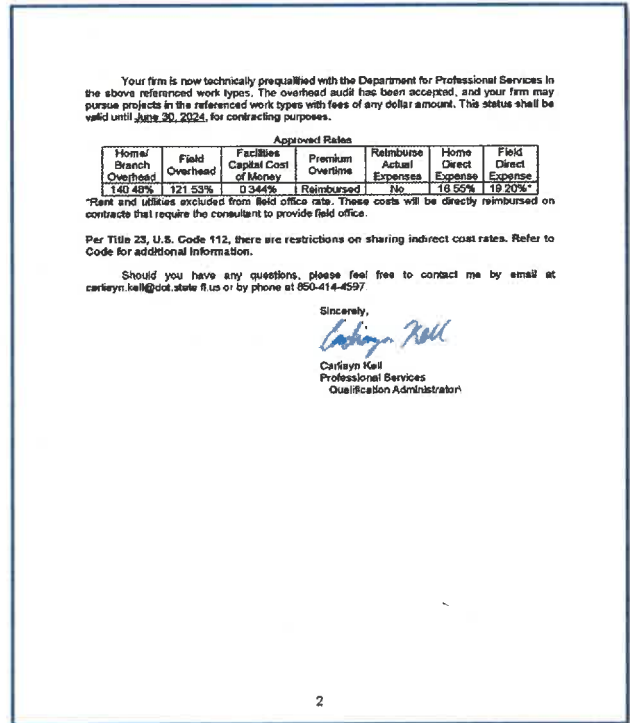 Your firm is now technically prequalified with the Department for Professional Services in
the above referenced work types. The overhead audit has been accepted, and your firm may
pursue projects in the referenced work types with fees of any dollar amount. This status shall be
valid until June 30, 2024, for contracting purposes.
Approved Rates
Home/ Branch Overhead | Field Overhead | Facilities Capital Cost of Money | Premium Overtime | Reimburse Actual Expenses | Home Direct Expense | Field Direct Expense
140.48% | 121.53% | 0.344% | Reimbursed | No | 16.55% | 19.20%*
*Rent and utilities excluded from field office rate. These costs will be directly reimbursed on
contracts that require the consultant to provide field office.
Per Title 23, U.S. Code 112, there are restrictions on sharing indirect cost rates. Refer to
Code for additional information.
Should you have any questions, please feel free to contact me by email at
carliayn.kell@dot.state.fl.us or by phone at 850-414-4597.
Sincerely,
Carliayn Kell
Carliayn Kell
Professional Services
Qualification Administrator
2